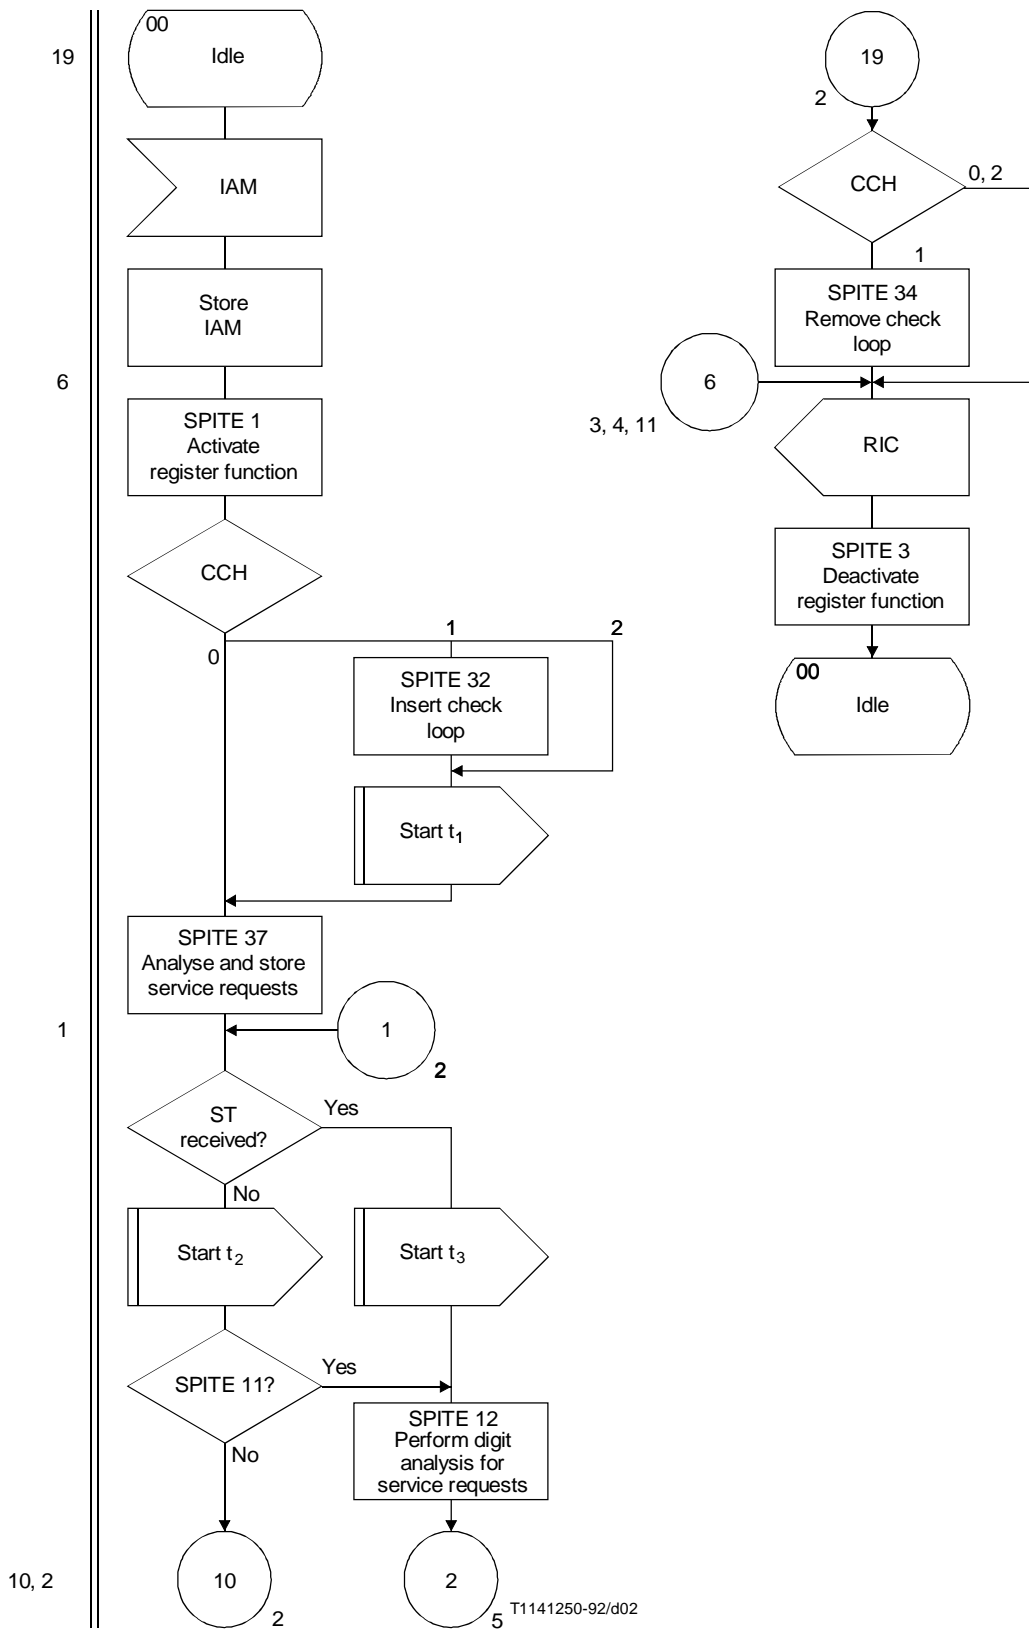 19
00
Idle
IAM
Store
IAM
6
SPITE 1
Activate
register function
CCH
0
1
2
SPITE 32
Insert check
loop
Start t1
SPITE 37
Analyse and store
service requests
1
1
2
ST
received?
Yes
No
Start t2
Start t3
SPITE 11?
Yes
No
SPITE 12
Perform digit
analysis for
service requests
10, 2
10
2
2
5
T1141250-92/d02
19
2
CCH
0, 2
1
SPITE 34
Remove check
loop
6
3, 4, 11
RIC
SPITE 3
Deactivate
register function
00
Idle